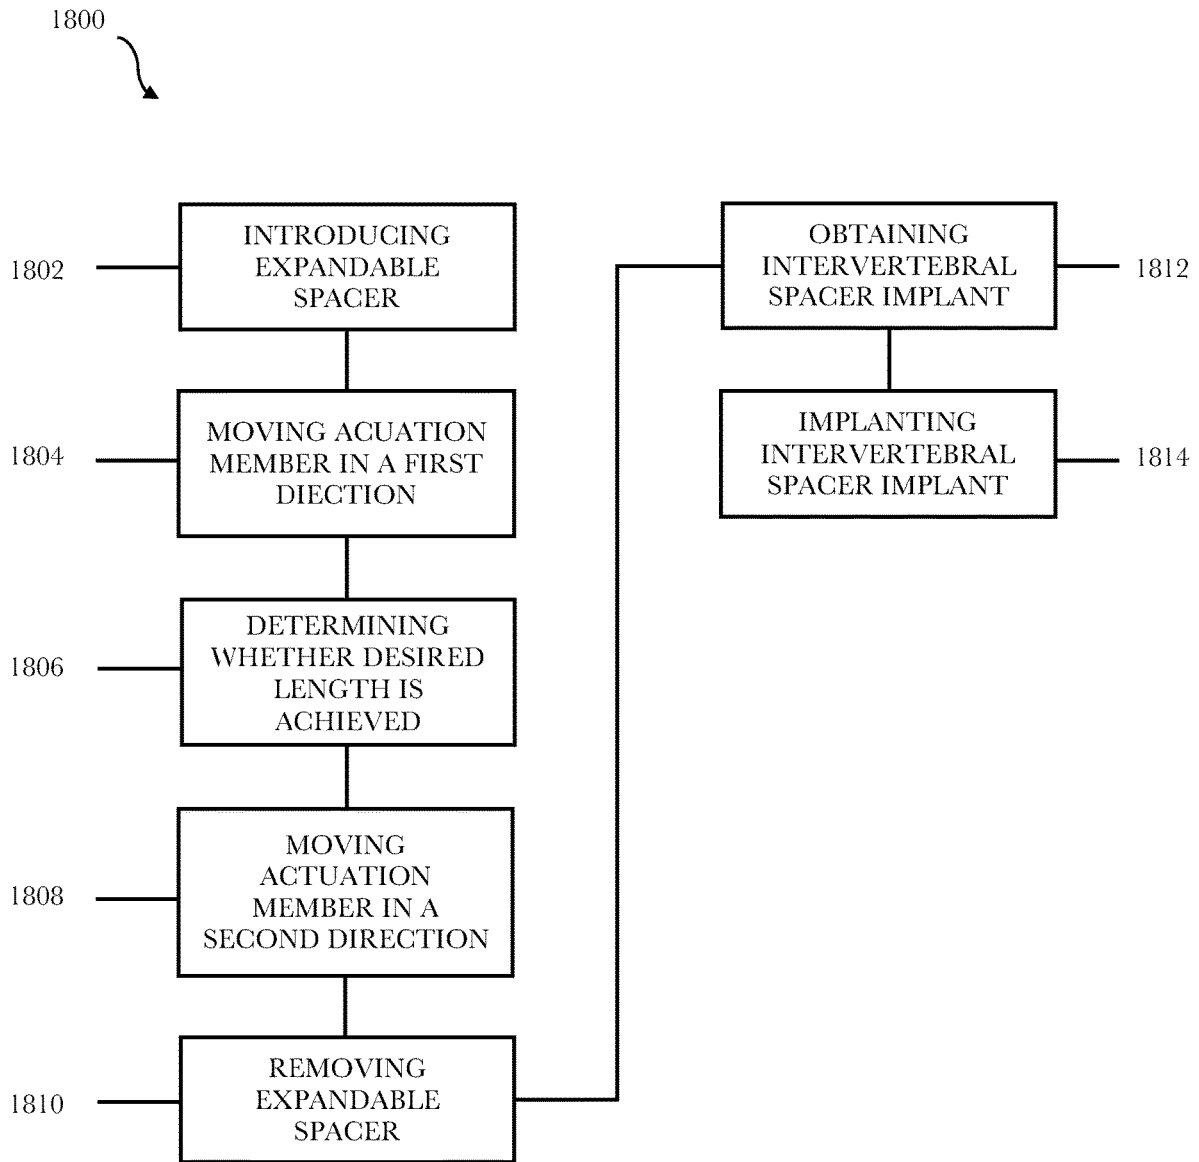 1800
1802
INTRODUCING
EXPANDABLE
SPACER
1804
MOVING ACUATION
MEMBER IN A FIRST
DIECTION
1806
DETERMINING
WHETHER DESIRED
LENGTH IS
ACHIEVED
1808
MOVING
ACTUATION
MEMBER IN A
SECOND DIRECTION
1810
REMOVING
EXPANDABLE
SPACER
OBTAINING
INTERVERTEBRAL
SPACER IMPLANT
1812
IMPLANTING
INTERVERTEBRAL
SPACER IMPLANT
1814